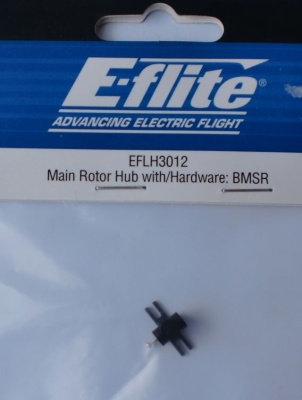 E-flite®
ADVANCING ELECTRIC FLIGHT
EFLH3012
Main Rotor Hub with/Hardware: BMSR